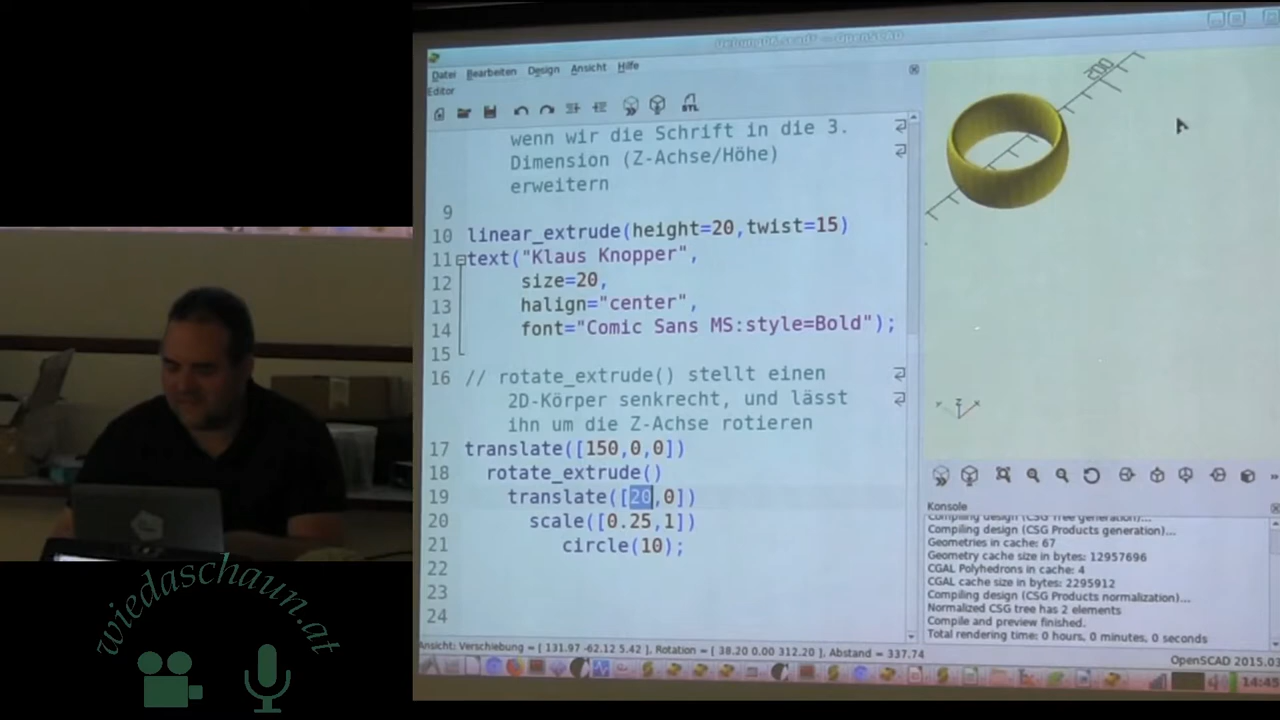 OpenSCAD
Datei Bearbeiten Design Ansicht Hilfe
Editor
STL
wenn wir die Schrift in die 3.
Dimension (Z-Achse/Höhe)
erweitern
9
10 linear_extrude(height=20,twist=15)
11 text("Klaus Knopper",
12 size=20,
13 halign="center",
14 font="Comic Sans MS:style=Bold");
15
16 // rotate_extrude() stellt einen
2D-Körper senkrecht, und lässt
ihn um die Z-Achse rotieren
17 translate([150,0,0])
18 rotate_extrude()
19 translate([20,0])
20 scale([0.25,1])
21 circle(10);
22
23
24
200
Konsole
Compiling design (CSG Tree generation)...
Compiling design (CSG Products generation)...
Geometries in cache: 67
Geometry cache size in bytes: 12957696
CGAL Polyhedrons in cache: 4
CGAL cache size in bytes: 2295912
Compiling design (CSG Products normalization)...
Normalized CSG tree has 2 elements
Compile and preview finished.
Total rendering time: 0 hours, 0 minutes, 0 seconds
Ansicht: Verschiebung = [ 131.97 -62.12 5.42 ], Rotation = [ 38.20 0.00 312.20 ], Abstand = 337.74
OpenSCAD 2015.03
14:45
wiedaschaun.at